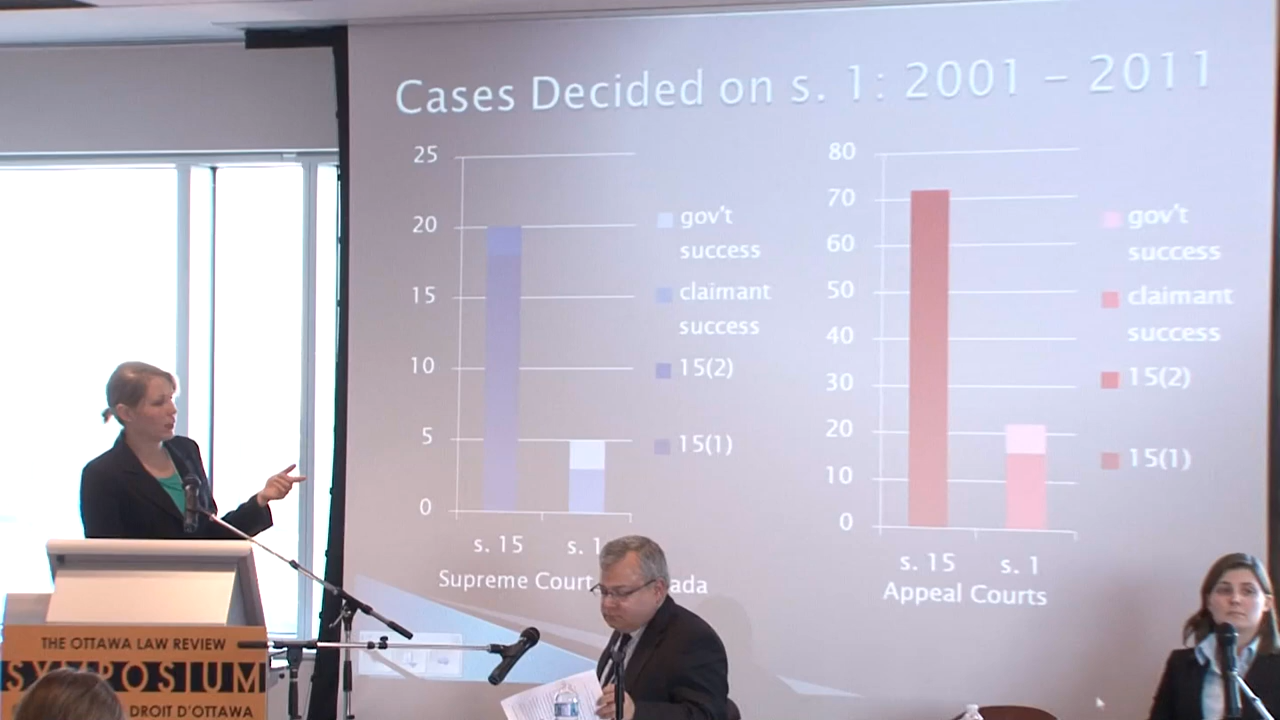 Cases Decided on s. 1: 2001 – 2011
25
20
15
10
5
0
s. 15
s. 1
Supreme Court
gov't
success
claimant
success
15(2)
15(1)
80
70
60
50
40
30
20
10
0
s. 15
s. 1
Appeal Courts
gov't
success
claimant
success
15(2)
15(1)
THE OTTAWA LAW REVIEW
SYMPOSIUM
DROIT D'OTTAWA